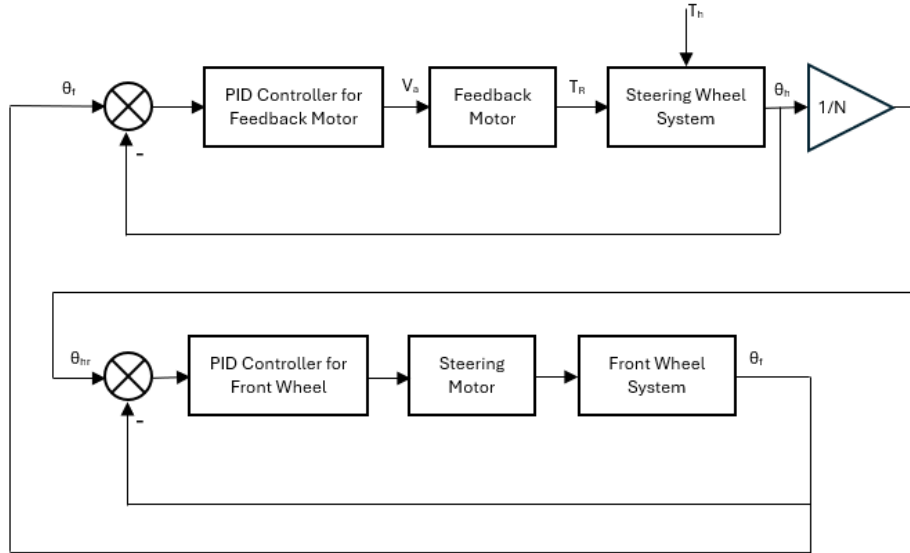 Tₕ
θf
PID Controller for
Feedback Motor
Vₐ
Feedback
Motor
T_R
Steering Wheel
System
θₕ
1/N
-
θhr
PID Controller for
Front Wheel
Steering
Motor
Front Wheel
System
θf
-